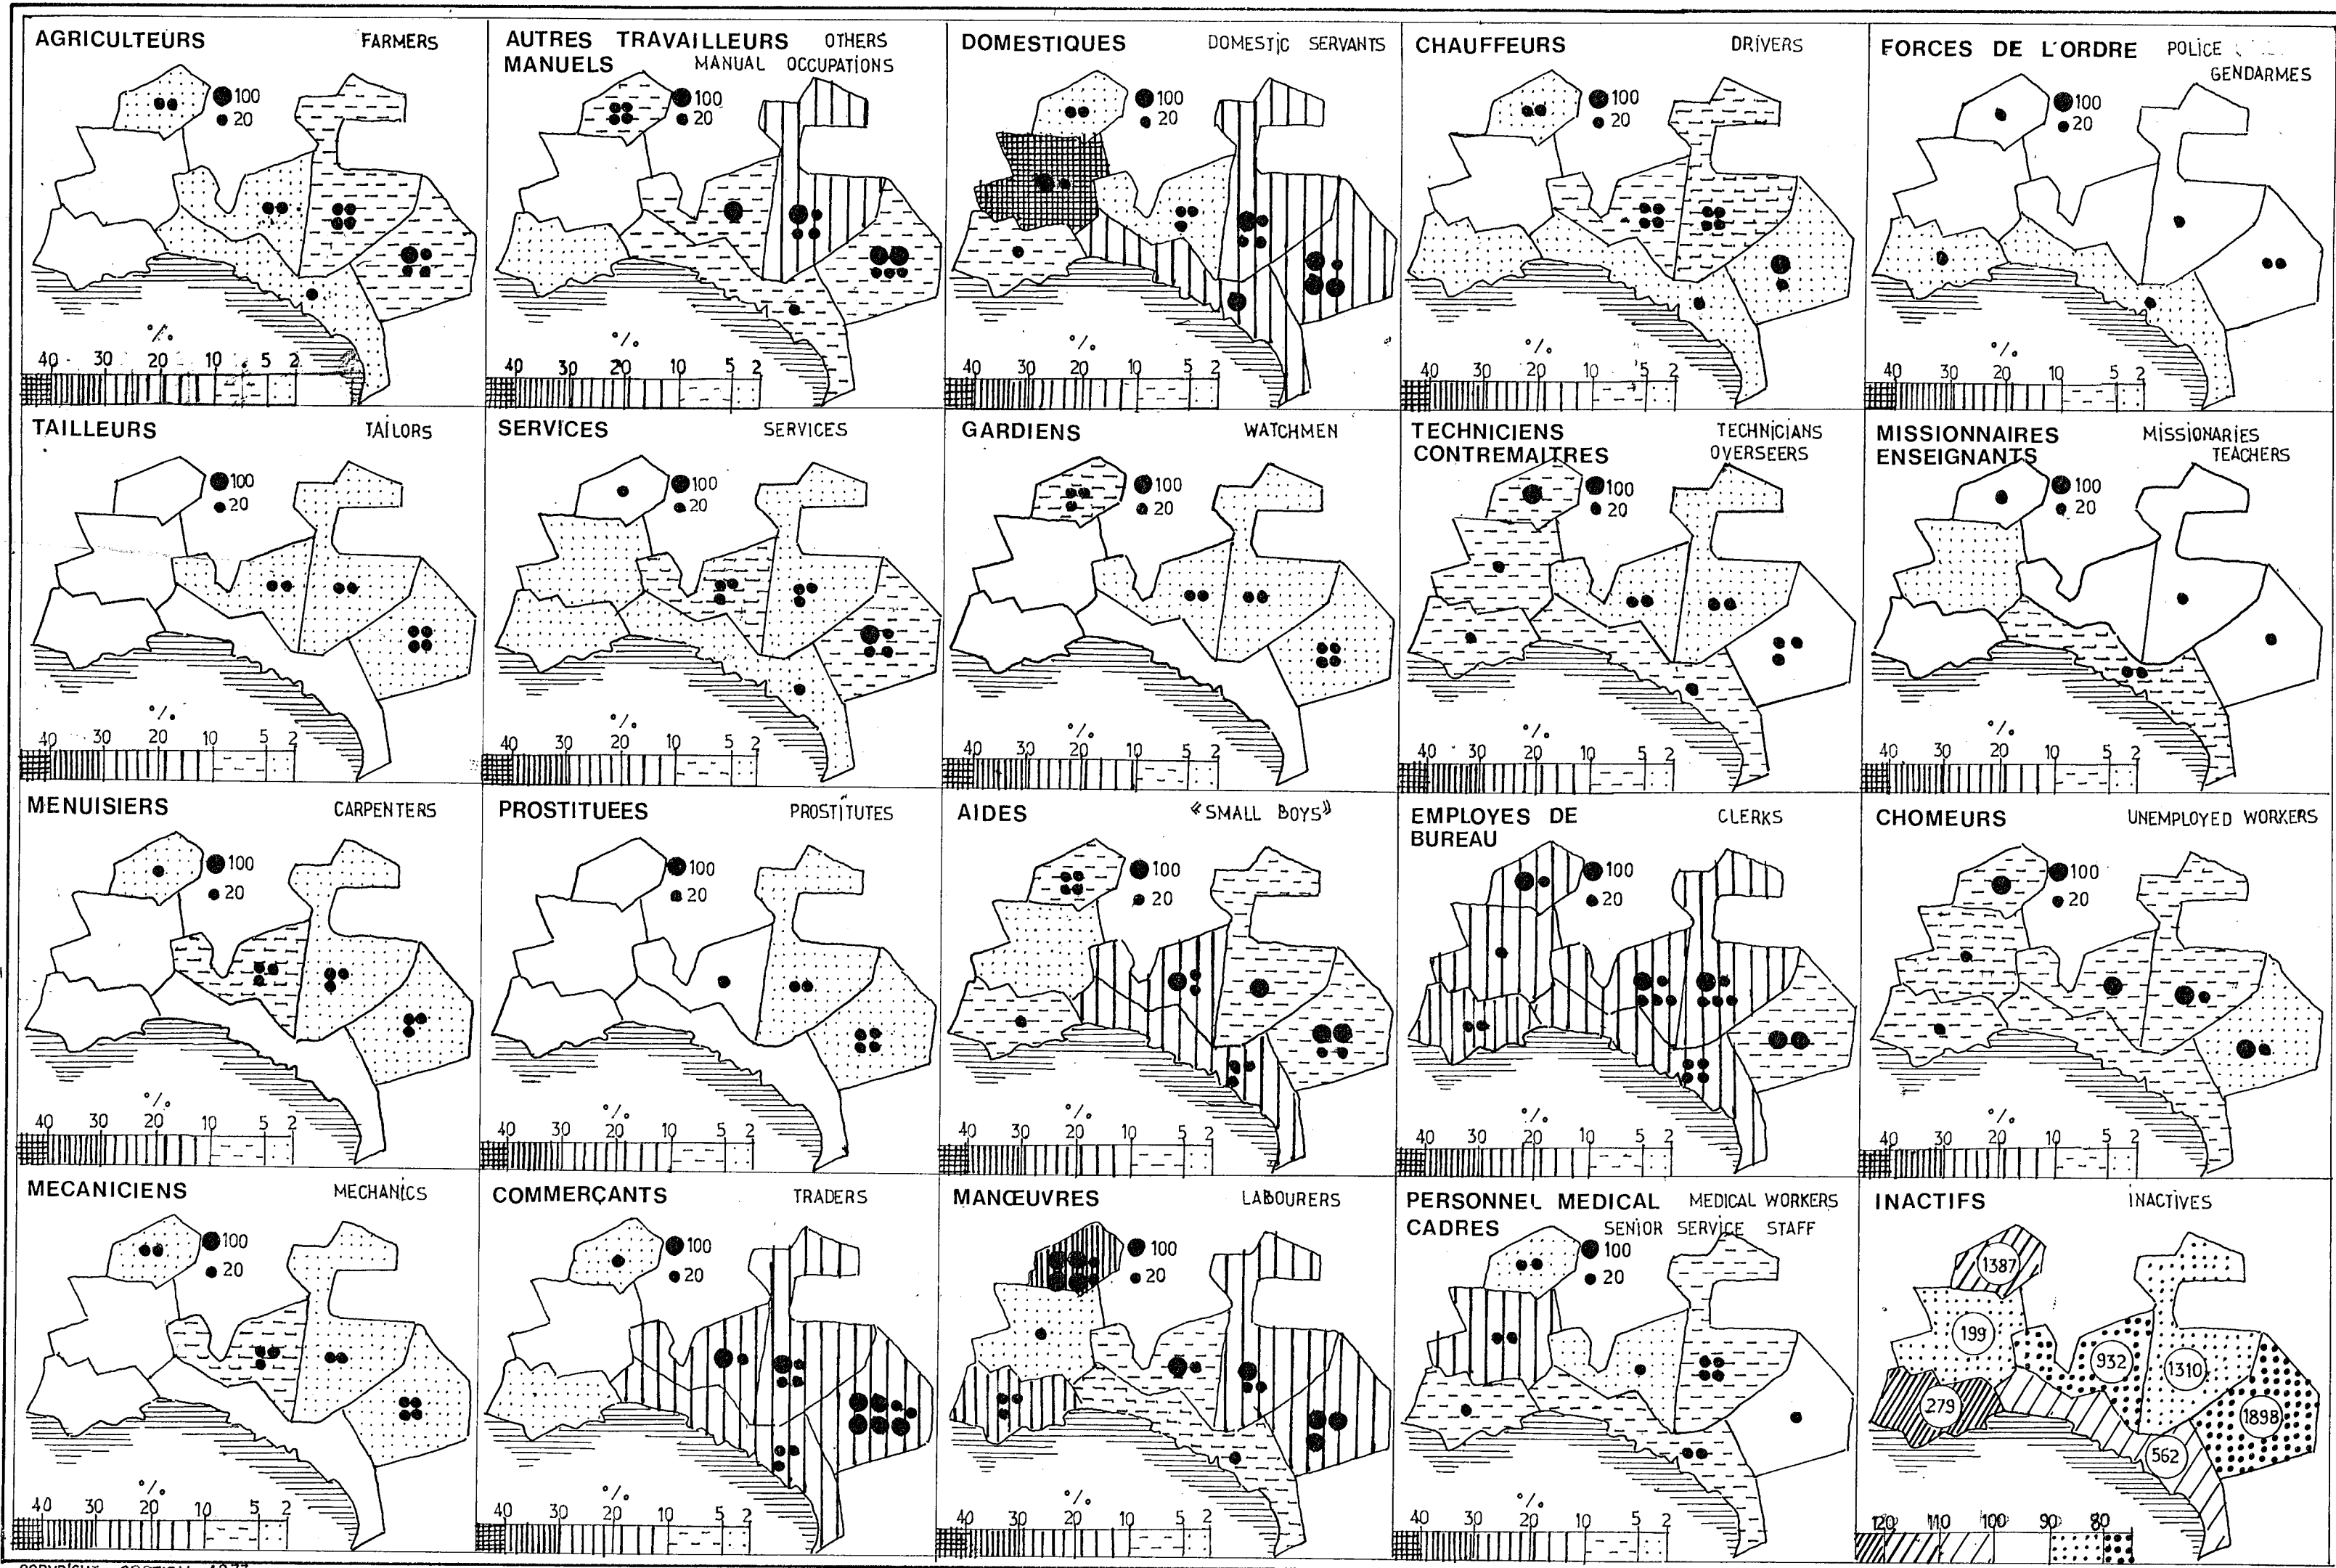 AGRICULTEURS FARMERS
100
20
%
40 30 20 10 5 2
AUTRES TRAVAILLEURS OTHERS
MANUELS MANUAL OCCUPATIONS
100
20
%
40 30 20 10 5 2
DOMESTIQUES DOMESTIC SERVANTS
100
20
%
40 30 20 10 5 2
CHAUFFEURS DRIVERS
100
20
%
40 30 20 10 5 2
FORCES DE L'ORDRE POLICE
GENDARMES
100
20
%
40 30 20 10 5 2
TAILLEURS TAILORS
100
20
%
40 30 20 10 5 2
SERVICES SERVICES
100
20
%
40 30 20 10 5 2
GARDIENS WATCHMEN
100
20
%
40 30 20 10 5 2
TECHNICIENS TECHNICIANS
CONTREMAITRES OVERSEERS
100
20
%
40 30 20 10 5 2
MISSIONNAIRES MISSIONARIES
ENSEIGNANTS TEACHERS
100
20
%
40 30 20 10 5 2
MENUISIERS CARPENTERS
100
20
%
40 30 20 10 5 2
PROSTITUEES PROSTITUTES
100
20
%
40 30 20 10 5 2
AIDES «SMALL BOYS»
100
20
%
40 30 20 10 5 2
EMPLOYES DE CLERKS
BUREAU
100
20
%
40 30 20 10 5 2
CHOMEURS UNEMPLOYED WORKERS
100
20
%
40 30 20 10 5 2
MECANICIENS MECHANICS
100
20
%
40 30 20 10 5 2
COMMERÇANTS TRADERS
100
20
%
40 30 20 10 5 2
MANŒUVRES LABOURERS
100
20
%
40 30 20 10 5 2
PERSONNEL MEDICAL MEDICAL WORKERS
CADRES SENIOR SERVICE STAFF
100
20
%
40 30 20 10 5 2
INACTIFS INACTIVES
1387
199
932
1310
279
1898
562
120 110 100 90 80